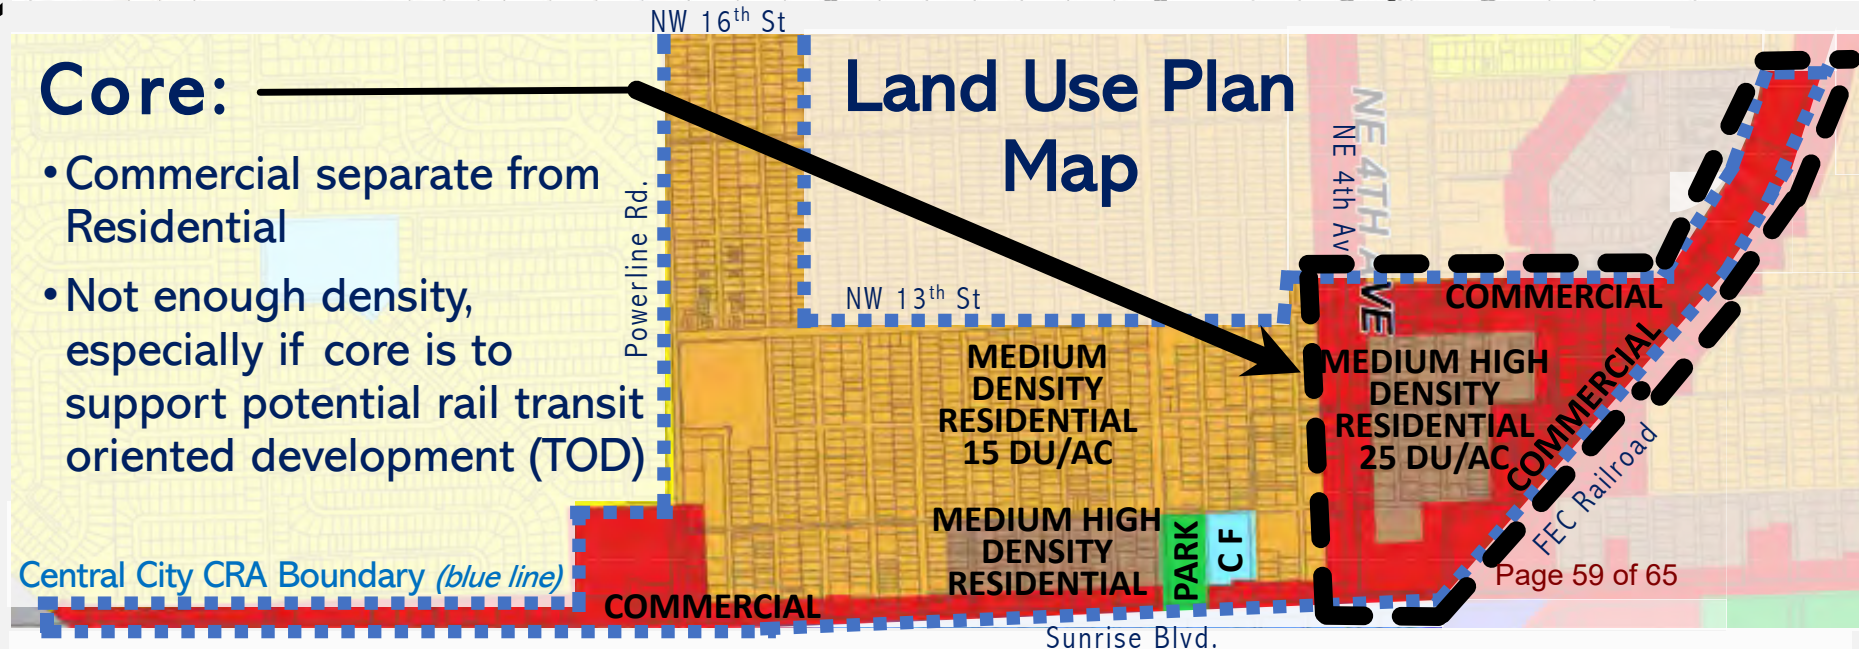 NW 16th St
Core:
Land Use Plan
Map
•Commercial separate from
Residential
•Not enough density,
especially if core is to
support potential rail transit
oriented development (TOD)
Powerline Rd.
NW 13th St
NE 4th Av
NE 4TH AVE
COMMERCIAL
COMMERCIAL
MEDIUM
DENSITY
RESIDENTIAL
15 DU/AC
MEDIUM HIGH
DENSITY
RESIDENTIAL
25 DU/AC
MEDIUM HIGH
DENSITY
RESIDENTIAL
PARK
CF
FEC Railroad
Central City CRA Boundary (blue line)
COMMERCIAL
Page 59 of 65
Sunrise Blvd.